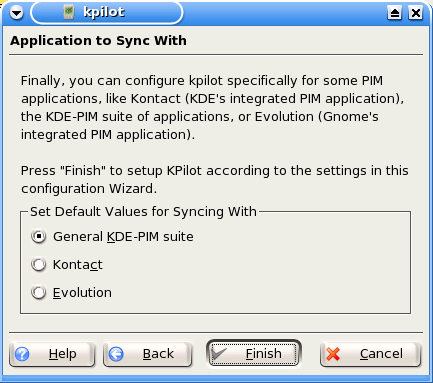 kpilot
Application to Sync With
Finally, you can configure kpilot specifically for some PIM
applications, like Kontact (KDE's integrated PIM application),
the KDE-PIM suite of applications, or Evolution (Gnome's
integrated PIM application).
Press "Finish" to setup KPilot according to the settings in this
configuration Wizard.
Set Default Values for Syncing With
General KDE-PIM suite
Kontact
Evolution
Help Back Finish Cancel